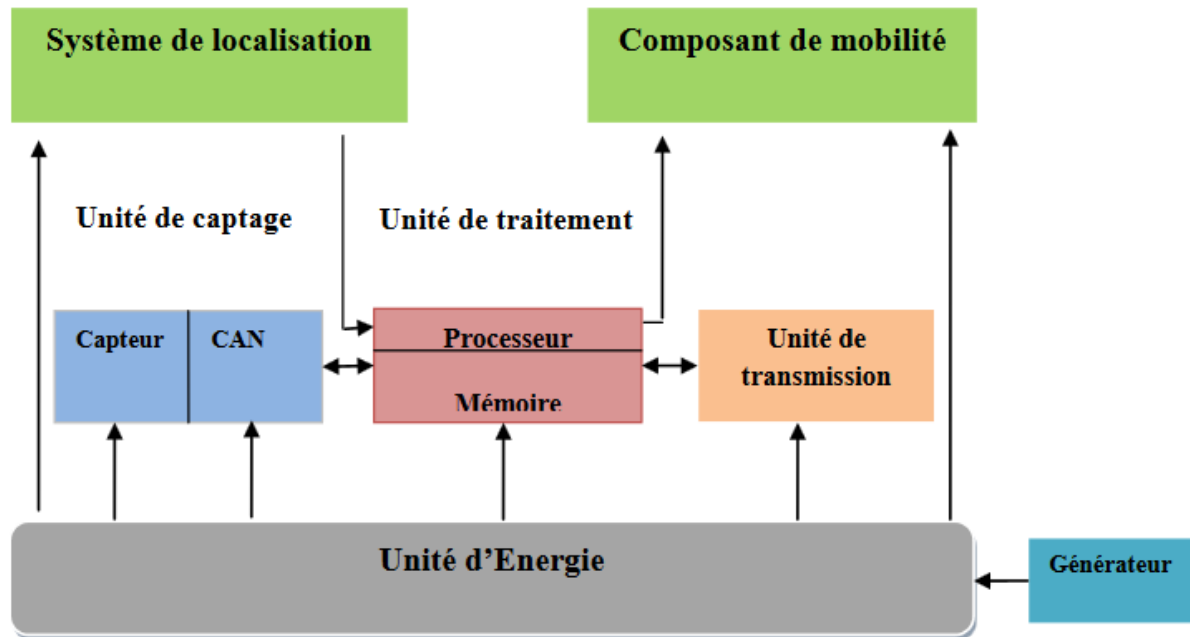 Système de localisation
Composant de mobilité
Unité de captage
Unité de traitement
Capteur
CAN
Processeur
Mémoire
Unité de
transmission
Unité d’Energie
Générateur